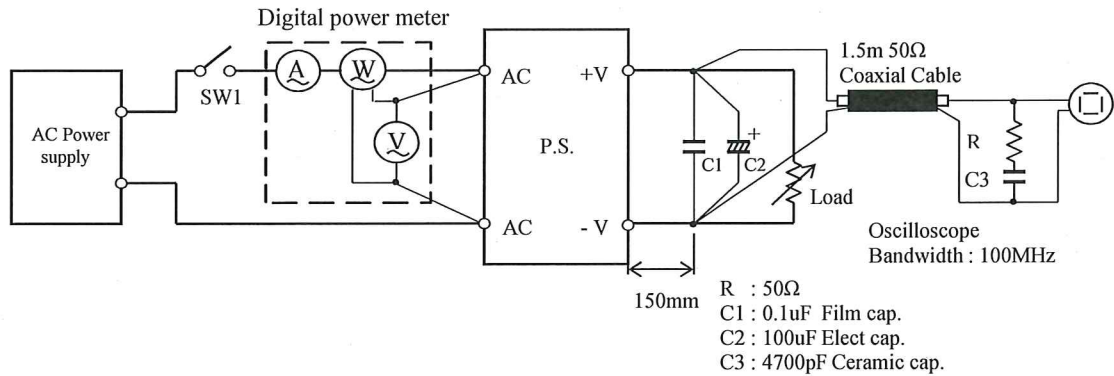 Digital power meter
AC Power
supply
SW1
A
W
V
AC
AC
P.S.
+V
- V
C1
+
C2
Load
150mm
1.5m 50Ω
Coaxial Cable
R
C3
Oscilloscope
Bandwidth : 100MHz
R : 50Ω
C1 : 0.1uF Film cap.
C2 : 100uF Elect cap.
C3 : 4700pF Ceramic cap.